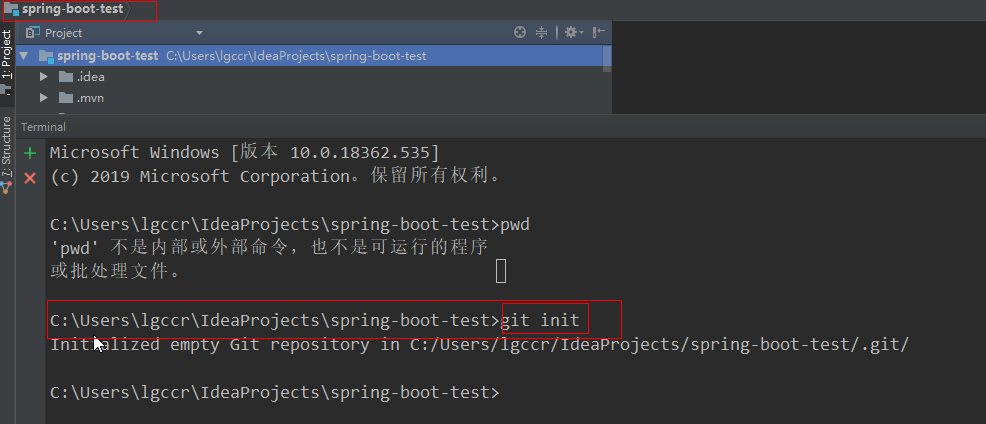 spring-boot-test
Project
spring-boot-test C:\Users\lgccr\IdeaProjects\spring-boot-test
.idea
.mvn
1: Project
7: Structure
Terminal
Microsoft Windows [版本 10.0.18362.535]
(c) 2019 Microsoft Corporation。保留所有权利。
C:\Users\lgccr\IdeaProjects\spring-boot-test>pwd
'pwd' 不是内部或外部命令，也不是可运行的程序
或批处理文件。
C:\Users\lgccr\IdeaProjects\spring-boot-test>git init
Initialized empty Git repository in C:/Users/lgccr/IdeaProjects/spring-boot-test/.git/
C:\Users\lgccr\IdeaProjects\spring-boot-test>